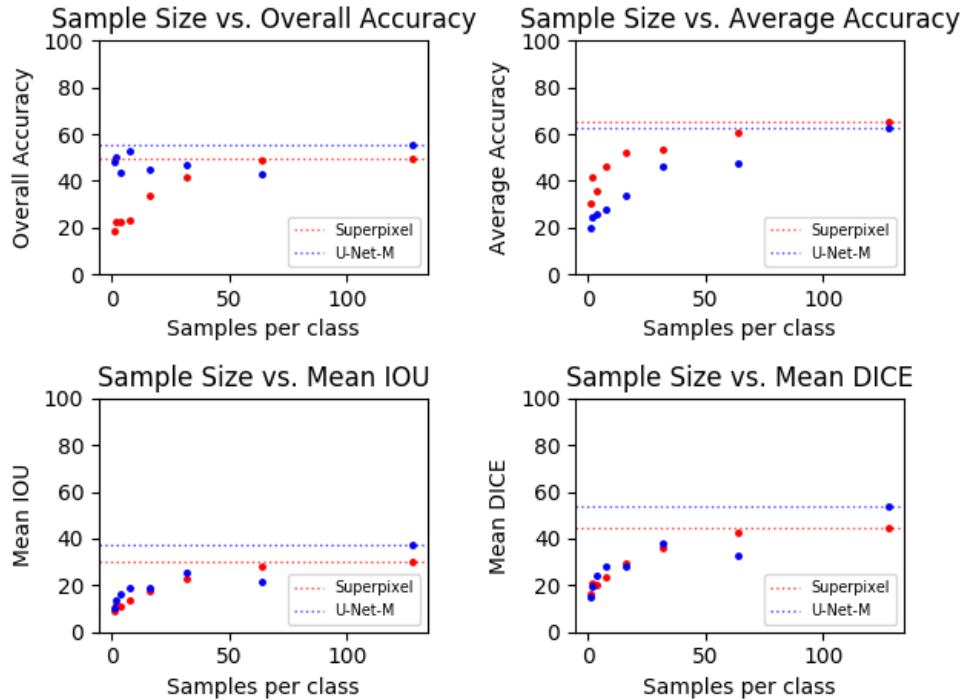 Sample Size vs. Overall Accuracy
100
80
60
40
20
0
Overall Accuracy
Superpixel
U-Net-M
0 50 100
Samples per class
Sample Size vs. Average Accuracy
100
80
60
40
20
0
Average Accuracy
Superpixel
U-Net-M
0 50 100
Samples per class
Sample Size vs. Mean IOU
100
80
60
40
20
0
Mean IOU
Superpixel
U-Net-M
0 50 100
Samples per class
Sample Size vs. Mean DICE
100
80
60
40
20
0
Mean DICE
Superpixel
U-Net-M
0 50 100
Samples per class